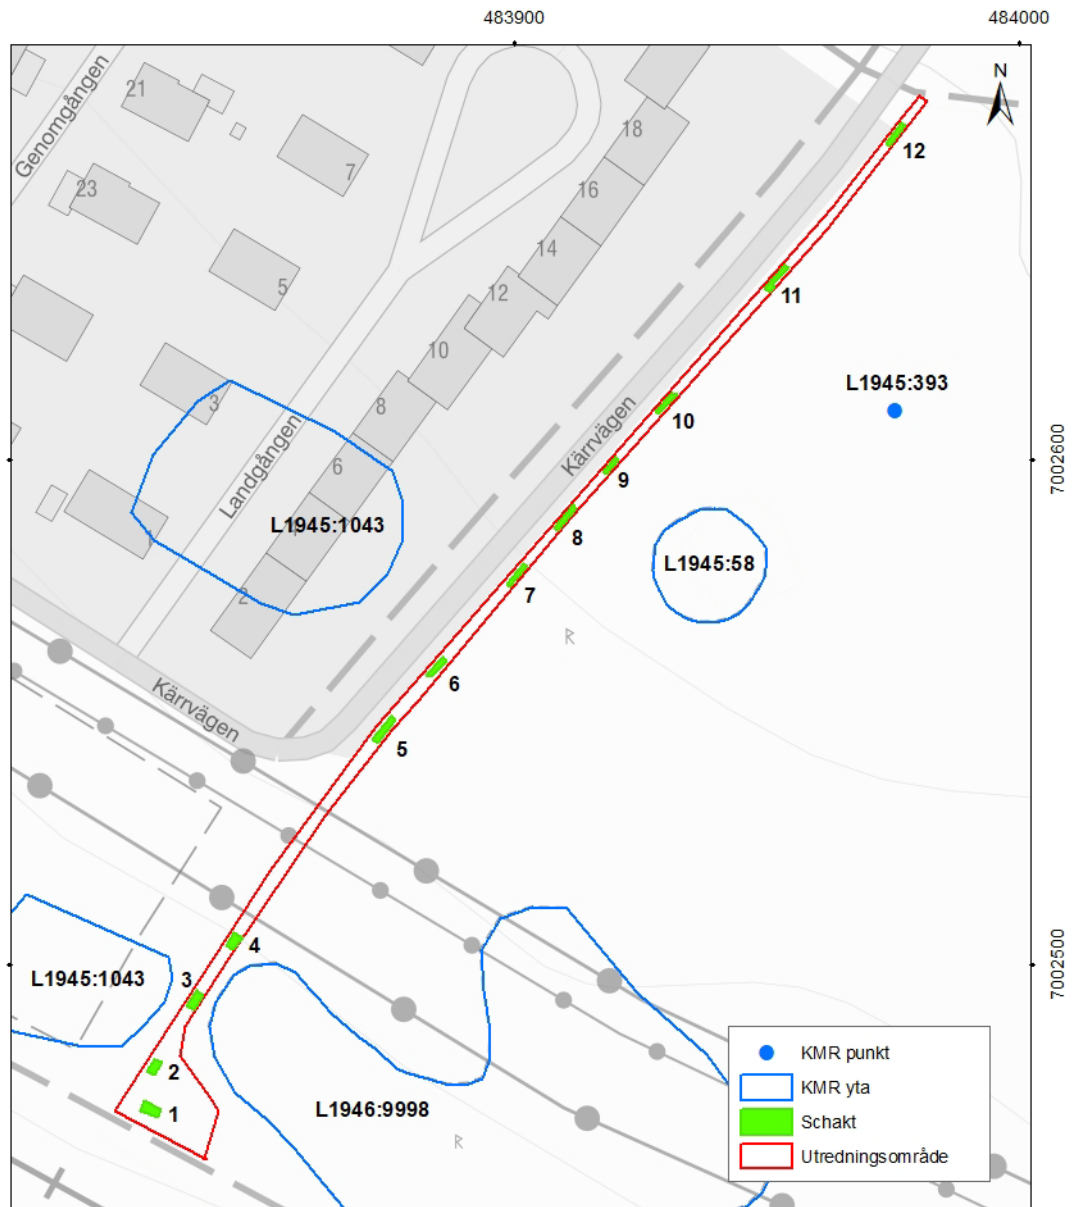 483900
484000
N
Genomgången
21
18
7
12
16
23
14
5
12
11
10
L1945:393
3
8
10
Kärrvägen
Landgången
6
9
7002600
4
L1945:1043
8
1
L1945:58
2
7
R
6
Kärrvägen
5
4
3
L1945:1043
7002500
2
1
L1946:9998
R
KMR punkt
KMR yta
Schakt
Utredningsområde